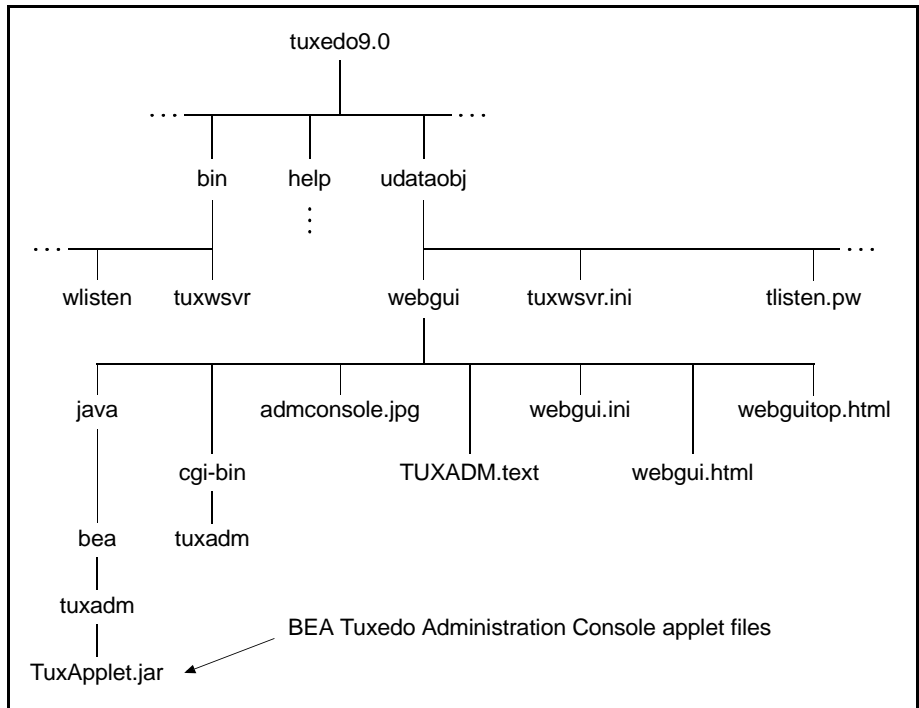 tuxedo9.0
... ...
bin help udataobj
...
... ...
wlisten tuxwsvr webgui tuxwsvr.ini tlisten.pw
java admconsole.jpg webgui.ini webguitop.html
cgi-bin TUXADM.text webgui.html
bea tuxadm
tuxadm
BEA Tuxedo Administration Console applet files
TuxApplet.jar